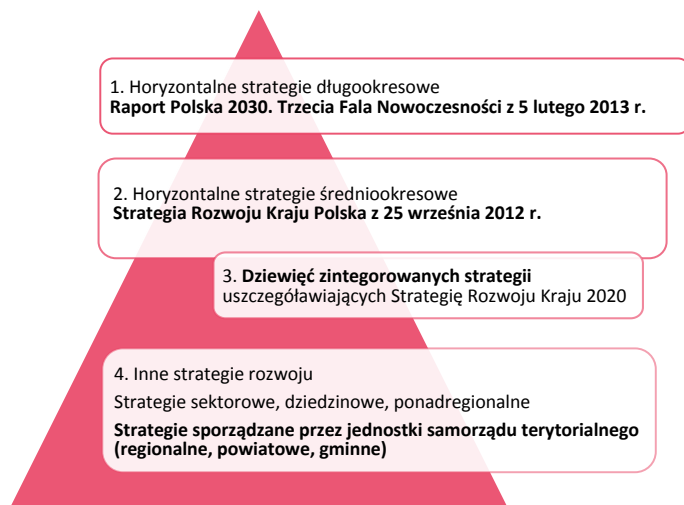 1. Horyzontalne strategie długookresowe
Raport Polska 2030. Trzecia Fala Nowoczesności z 5 lutego 2013 r.
2. Horyzontalne strategie średniookresowe
Strategia Rozwoju Kraju Polska z 25 września 2012 r.
3. Dziewięć zintegorowanych strategii
uszczegóławiających Strategię Rozwoju Kraju 2020
4. Inne strategie rozwoju
Strategie sektorowe, dziedzinowe, ponadregionalne
Strategie sporządzane przez jednostki samorządu terytorialnego
(regionalne, powiatowe, gminne)